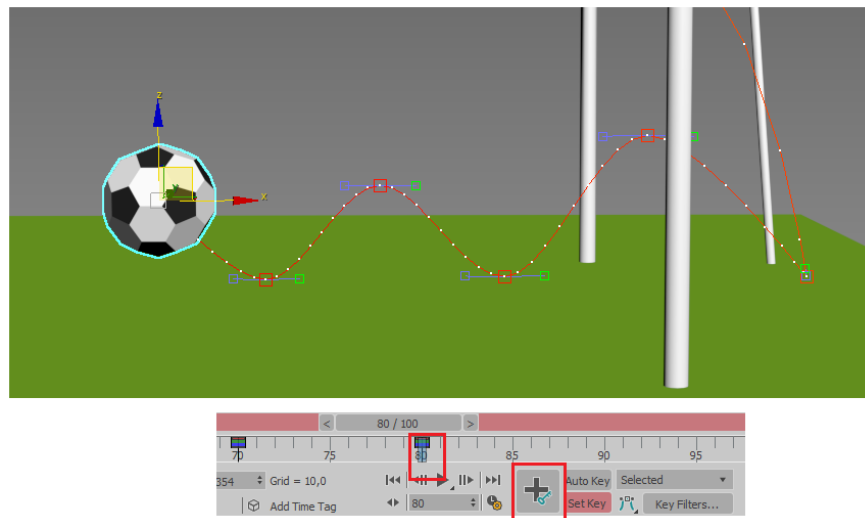 z
x
y
< 80 / 100 >
70 75 80 85 90 95
354 Grid = 10,0 Auto Key Selected
Add Time Tag 80 Set Key Key Filters...